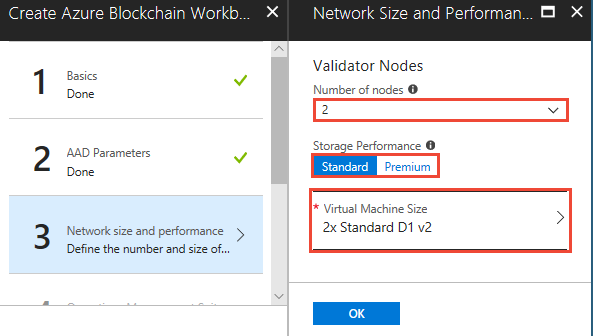 Create Azure Blockchain Workb...
1
Basics
Done
2
AAD Parameters
Done
3
Network size and performance
Define the number and size of...
Network Size and Performan...
Validator Nodes
Number of nodes
2
Storage Performance
Standard Premium
* Virtual Machine Size
2x Standard D1 v2
OK